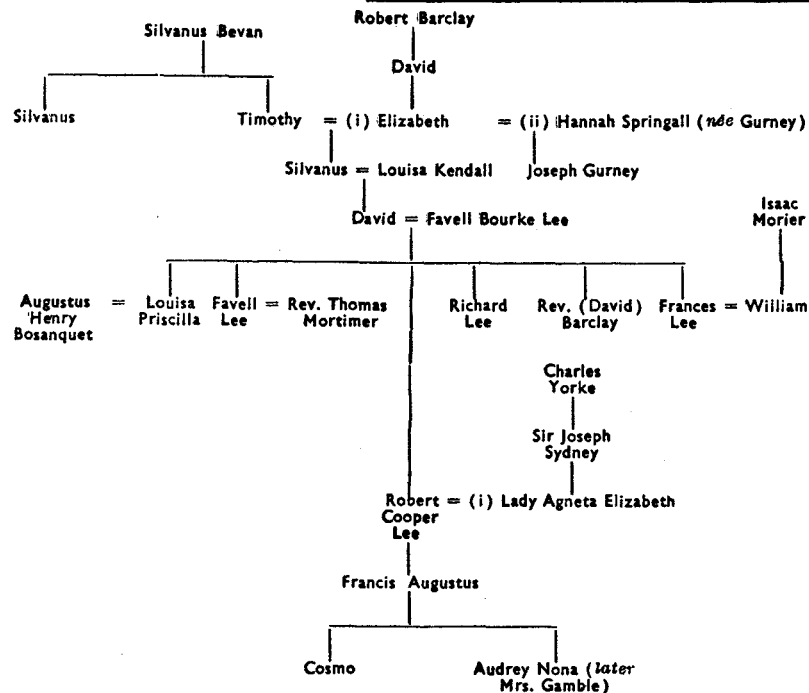 Robert Barclay
Silvanus Bevan
David
Silvanus
Timothy = (i) Elizabeth = (ii) Hannah Springall (née Gurney)
Silvanus = Louisa Kendall
Joseph Gurney
Isaac
Morier
David = Favell Bourke Lee
Augustus
Henry
Bosanquet
=
Louisa
Priscilla
Favell
Lee
= Rev. Thomas
Mortimer
Richard
Lee
Rev. (David)
Barclay
Frances
Lee
= William
Charles
Yorke
Sir Joseph
Sydney
Robert = (i) Lady Agneta Elizabeth
Cooper
Lee
Francis Augustus
Cosmo
Audrey Nona (later
Mrs. Gamble)